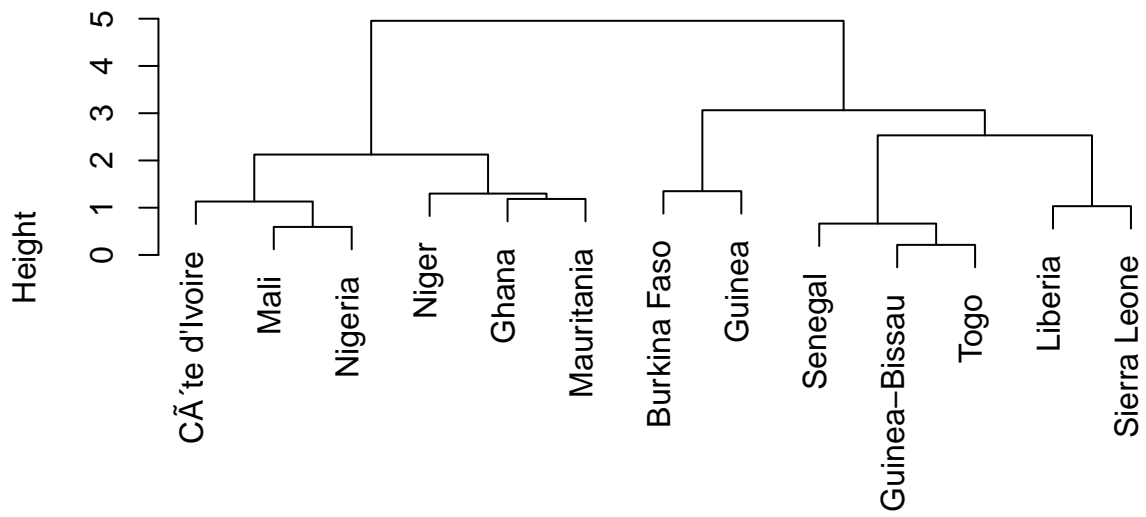 Height
5
4
3
2
1
0
CÃ´te d'Ivoire
Mali
Nigeria
Niger
Ghana
Mauritania
Burkina Faso
Guinea
Senegal
Guinea−Bissau
Togo
Liberia
Sierra Leone